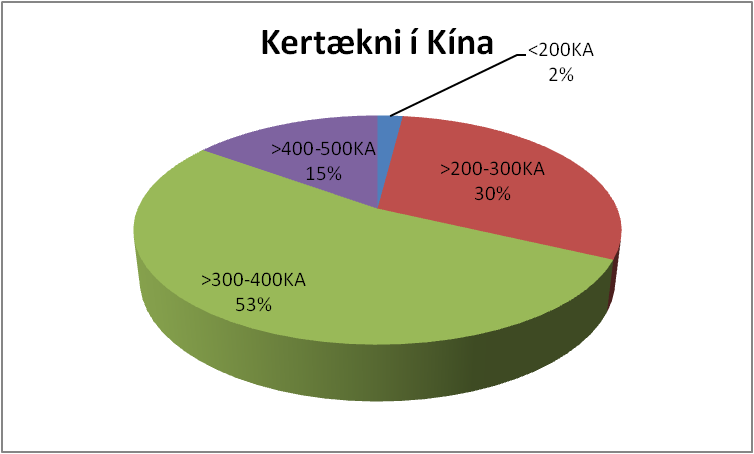 Kertækni í Kína
<200KA
2%
>200-300KA
30%
>400-500KA
15%
>300-400KA
53%